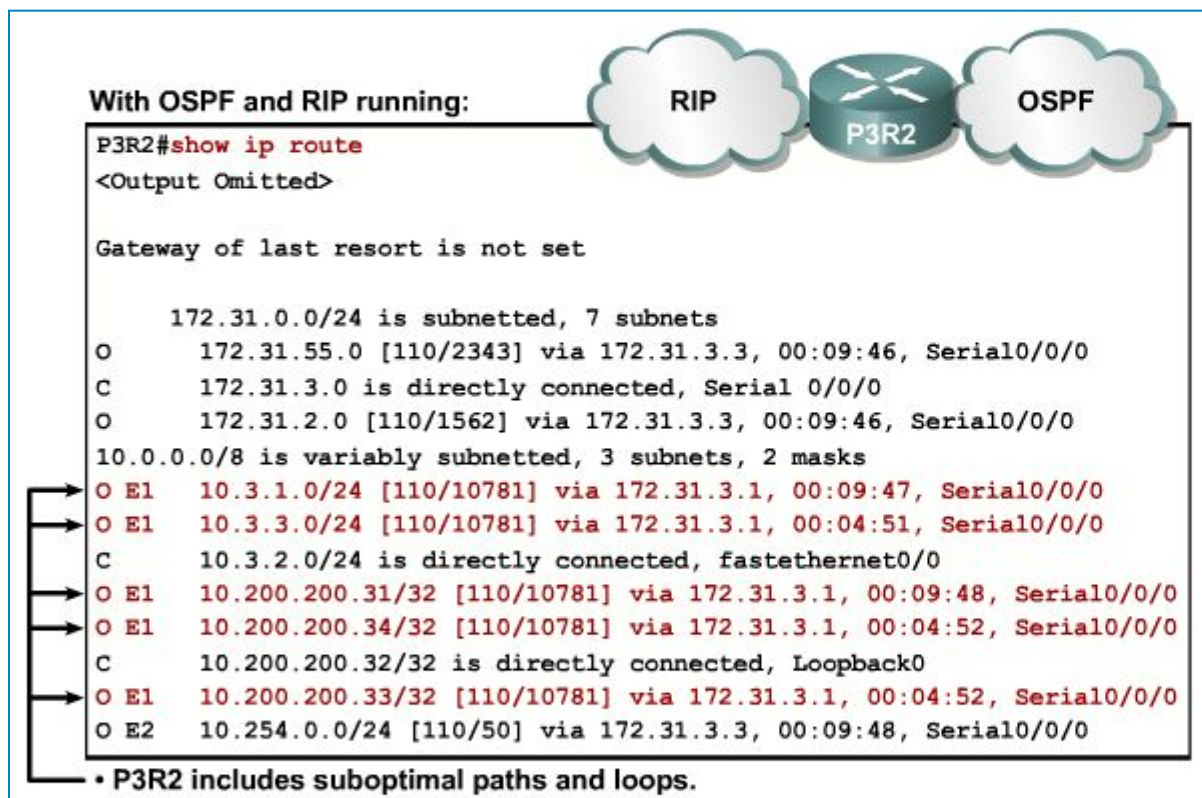 With OSPF and RIP running:
RIP
P3R2
OSPF
P3R2#show ip route
<Output Omitted>
Gateway of last resort is not set
172.31.0.0/24 is subnetted, 7 subnets
O 172.31.55.0 [110/2343] via 172.31.3.3, 00:09:46, Serial0/0/0
C 172.31.3.0 is directly connected, Serial 0/0/0
O 172.31.2.0 [110/1562] via 172.31.3.3, 00:09:46, Serial0/0/0
10.0.0.0/8 is variably subnetted, 3 subnets, 2 masks
O E1 10.3.1.0/24 [110/10781] via 172.31.3.1, 00:09:47, Serial0/0/0
O E1 10.3.3.0/24 [110/10781] via 172.31.3.1, 00:04:51, Serial0/0/0
C 10.3.2.0/24 is directly connected, fastethernet0/0
O E1 10.200.200.31/32 [110/10781] via 172.31.3.1, 00:09:48, Serial0/0/0
O E1 10.200.200.34/32 [110/10781] via 172.31.3.1, 00:04:52, Serial0/0/0
C 10.200.200.32/32 is directly connected, Loopback0
O E1 10.200.200.33/32 [110/10781] via 172.31.3.1, 00:04:52, Serial0/0/0
O E2 10.254.0.0/24 [110/50] via 172.31.3.3, 00:09:48, Serial0/0/0
• P3R2 includes suboptimal paths and loops.